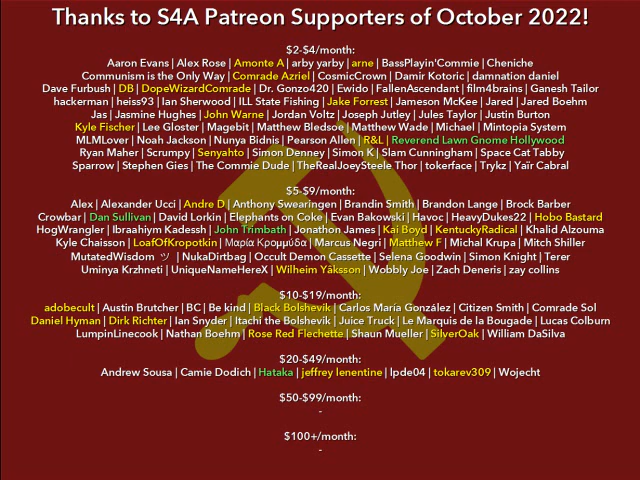 Thanks to S4A Patreon Supporters of October 2022!
$2-$4/month:
Aaron Evans | Alex Rose | Amonte A | arby yarby | arne | BassPlayin'Commie | Cheniche
Communism is the Only Way | Comrade Azriel | CosmicCrown | Damir Kotoric | damnation daniel
Dave Furbush | DB | DopeWizardComrade | Dr. Gonzo420 | Ewido | FallenAscendant | film4brains | Ganesh Tailor
hackerman | heiss93 | Ian Sherwood | ILL State Fishing | Jake Forrest | Jameson McKee | Jared | Jared Boehm
Jas | Jasmine Hughes | John Warne | Jordan Voltz | Joseph Jutley | Jules Taylor | Justin Burton
Kyle Fischer | Lee Gloster | Magebit | Matthew Bledsoe | Matthew Wade | Michael | Mintopia System
MLMLover | Noah Jackson | Nunya Bidnis | Pearson Allen | R&L | Reverend Lawn Gnome Hollywood
Ryan Maher | Scrumpy | Senyahto | Simon Denney | Simon K | Slam Cunningham | Space Cat Tabby
Sparrow | Stephen Gies | The Commie Dude | TheRealJoeySteele Thor | tokerface | Trykz | Yaïr Cabral
$5-$9/month:
Alex | Alexander Ucci | Andre D | Anthony Swearingen | Brandin Smith | Brandon Lange | Brock Barber
Crowbar | Dan Sullivan | David Lorkin | Elephants on Coke | Evan Bakowski | Havoc | HeavyDukes22 | Hobo Bastard
HogWrangler | Ibraahiym Kadessh | John Trimbath | Jonathon James | Kai Boyd | KentuckyRadical | Khalid Alzouma
Kyle Chaisson | LoafOfKropotkin | Μαρία Κρομμύδα | Marcus Negri | Matthew F | Michal Krupa | Mitch Shiller
MutatedWisdom ツ | NukaDirtbag | Occult Demon Cassette | Selena Goodwin | Simon Knight | Terer
Uminya Krzhneti | UniqueNameHereX | Wilheim Yåksson | Wobbly Joe | Zach Deneris | zay collins
$10-$19/month:
adobecult | Austin Brutcher | BC | Be kind | Black Bolshevik | Carlos María González | Citizen Smith | Comrade Sol
Daniel Hyman | Dirk Richter | Ian Snyder | Itachi the Bolshevik | Juice Truck | Le Marquis de la Bougade | Lucas Colburn
LumpinLinecook | Nathan Boehm | Rose Red Flechette | Shaun Mueller | SilverOak | William DaSilva
$20-$49/month:
Andrew Sousa | Camie Dodich | Hataka | jeffrey lenentine | lpde04 | tokarev309 | Wojecht
$50-$99/month:
-
$100+/month:
-